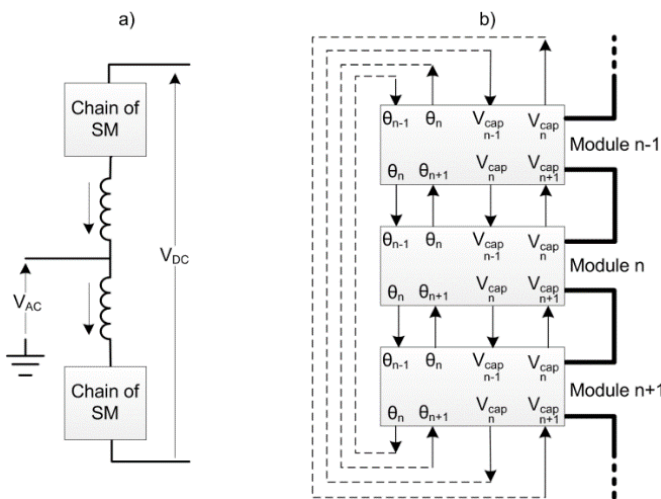 a)
b)
Chain of
SM
V_DC
V_AC
Chain of
SM
θ_n-1 θ_n V_cap n-1 V_cap n
θ_n θ_n+1 V_cap n V_cap n+1
Module n-1
θ_n-1 θ_n V_cap n-1 V_cap n
θ_n θ_n+1 V_cap n V_cap n+1
Module n
θ_n-1 θ_n V_cap n-1 V_cap n
θ_n θ_n+1 V_cap n V_cap n+1
Module n+1